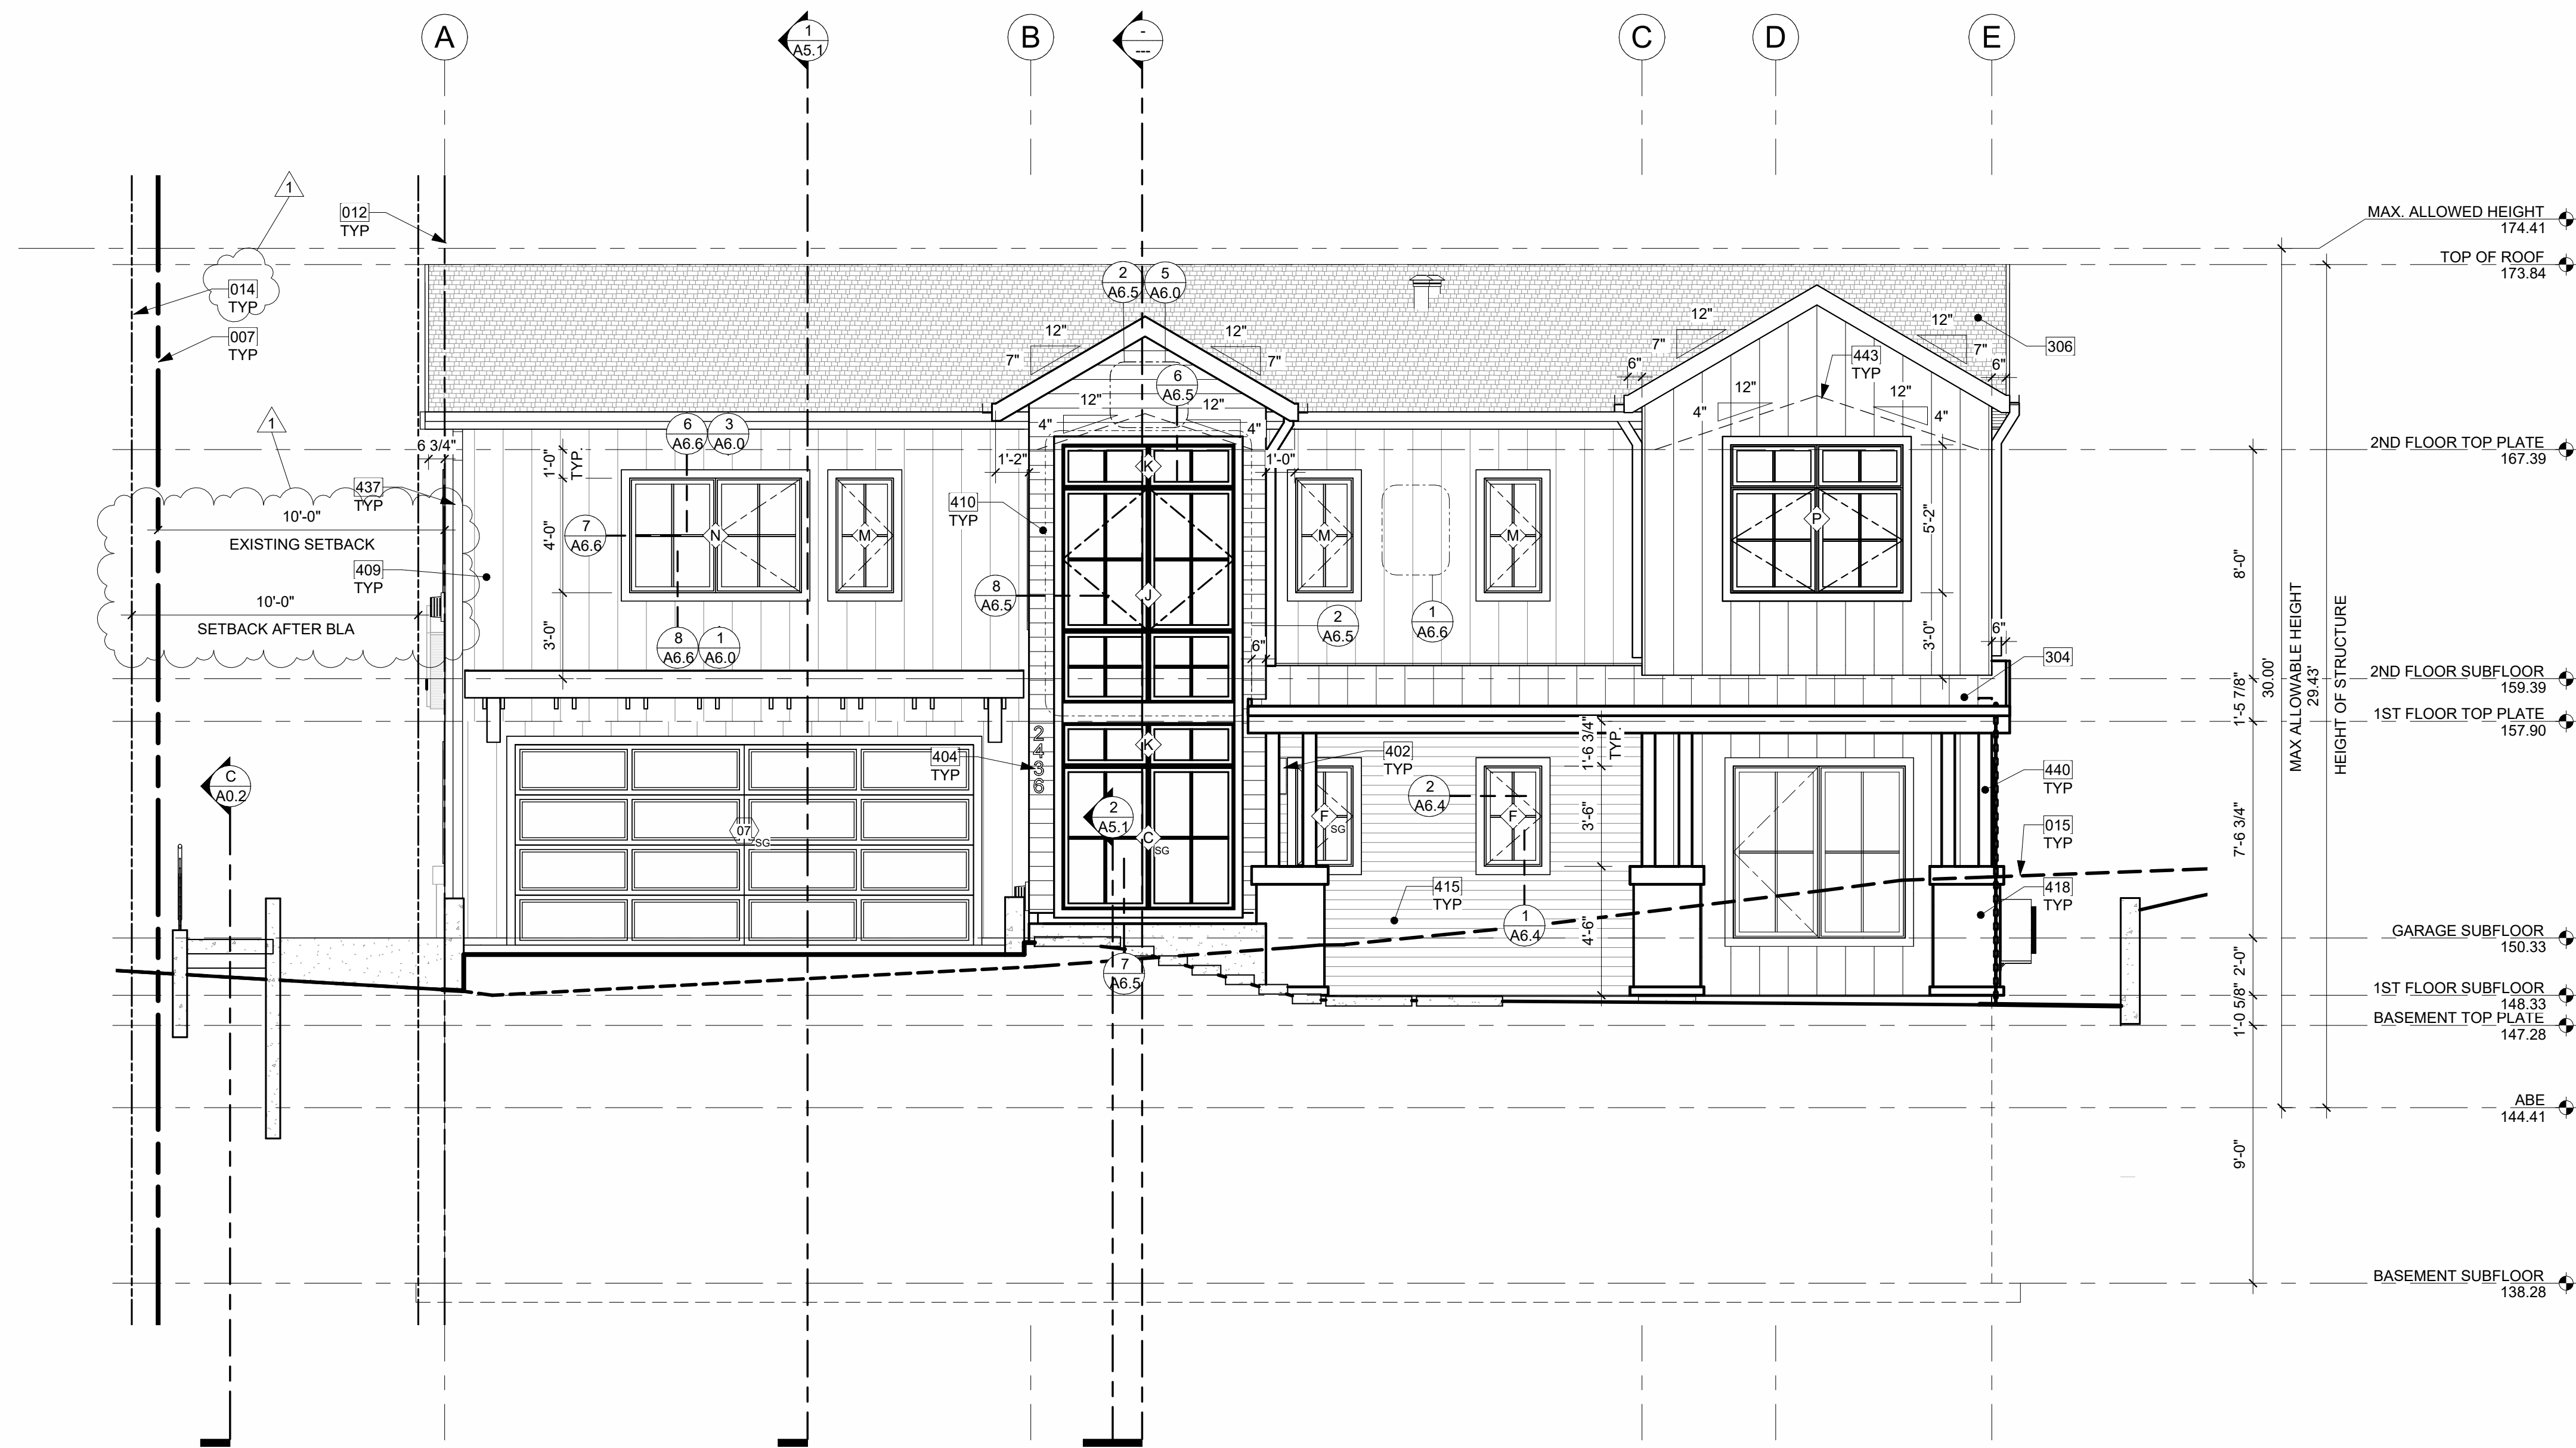 A
1
A5.1
B
-
---
C
D
E
1
012
TYP
MAX. ALLOWED HEIGHT
174.41
TOP OF ROOF
173.84
014
TYP
007
TYP
2
A6.5
5
A6.0
12"
7"
12"
7"
12"
7"
12"
7"
306
6"
6"
443
TYP
6
A6.5
12"
4"
12"
4"
12"
4"
12"
4"
1
6 3/4"
6
A6.6
3
A6.0
1'-0"
TYP.
1'-2"
1'-0"
2ND FLOOR TOP PLATE
167.39
K
437
TYP
410
TYP
10'-0"
EXISTING SETBACK
4'-0"
7
A6.6
N
M
M
M
P
5'-2"
8'-0"
409
TYP
8
A6.5
J
10'-0"
SETBACK AFTER BLA
3'-0"
8
A6.6
1
A6.0
2
A6.5
1
A6.6
6"
3'-0"
6"
304
MAX ALLOWABLE HEIGHT
30.00'
HEIGHT OF STRUCTURE
29.43'
2ND FLOOR SUBFLOOR
159.39
1'-5 7/8"
1ST FLOOR TOP PLATE
157.90
2
4
3
6
K
404
TYP
402
TYP
1'-6 3/4"
TYP.
440
TYP
C
A0.2
2
A6.4
07
SG
2
A5.1
C
SG
F
SG
F
3'-6"
015
TYP
7'-6 3/4"
415
TYP
418
TYP
1
A6.4
4'-6"
GARAGE SUBFLOOR
150.33
7
A6.5
2'-0"
1ST FLOOR SUBFLOOR
148.33
1'-0 5/8"
BASEMENT TOP PLATE
147.28
ABE
144.41
9'-0"
BASEMENT SUBFLOOR
138.28